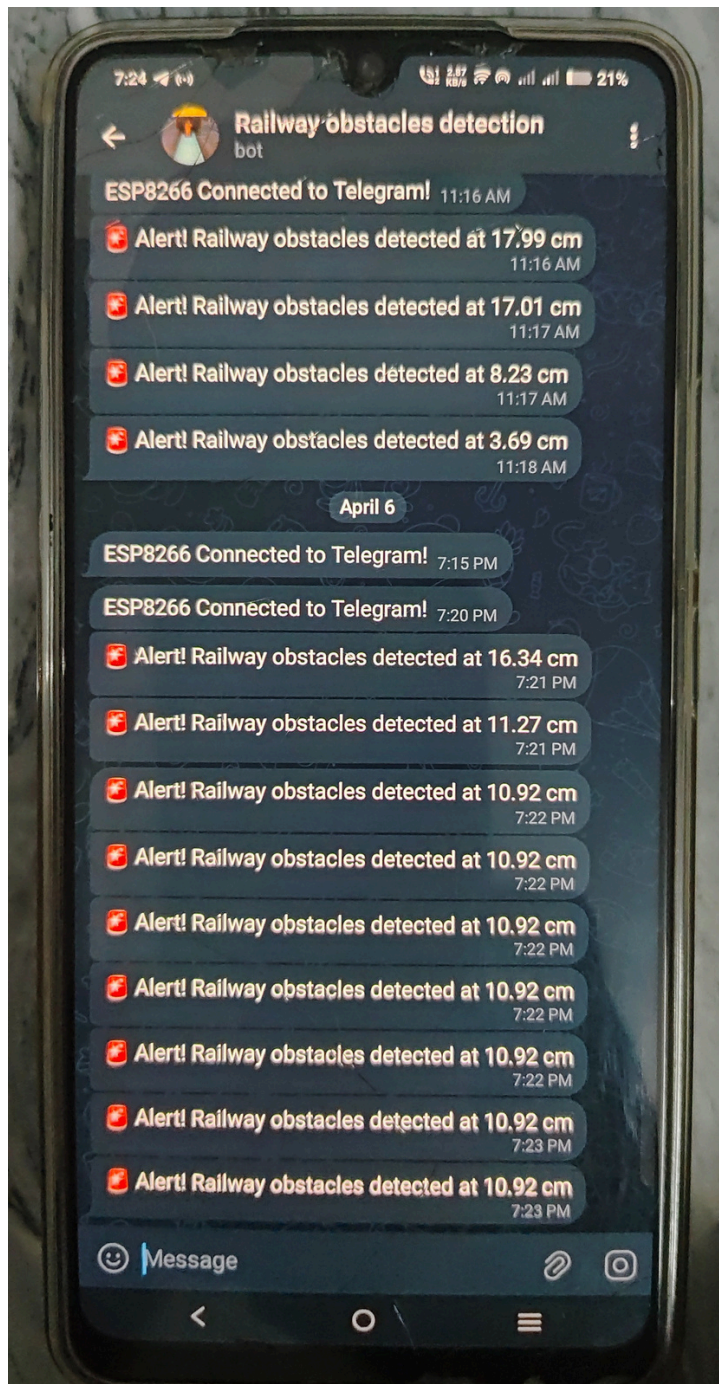 7:24
2.87
KB/s
21%
Railway obstacles detection
bot
ESP8266 Connected to Telegram! 11:16 AM
Alert! Railway obstacles detected at 17.99 cm
11:16 AM
Alert! Railway obstacles detected at 17.01 cm
11:17 AM
Alert! Railway obstacles detected at 8.23 cm
11:17 AM
Alert! Railway obstacles detected at 3.69 cm
11:18 AM
April 6
ESP8266 Connected to Telegram! 7:15 PM
ESP8266 Connected to Telegram! 7:20 PM
Alert! Railway obstacles detected at 16.34 cm
7:21 PM
Alert! Railway obstacles detected at 11.27 cm
7:21 PM
Alert! Railway obstacles detected at 10.92 cm
7:22 PM
Alert! Railway obstacles detected at 10.92 cm
7:22 PM
Alert! Railway obstacles detected at 10.92 cm
7:22 PM
Alert! Railway obstacles detected at 10.92 cm
7:22 PM
Alert! Railway obstacles detected at 10.92 cm
7:22 PM
Alert! Railway obstacles detected at 10.92 cm
7:23 PM
Alert! Railway obstacles detected at 10.92 cm
7:23 PM
Message